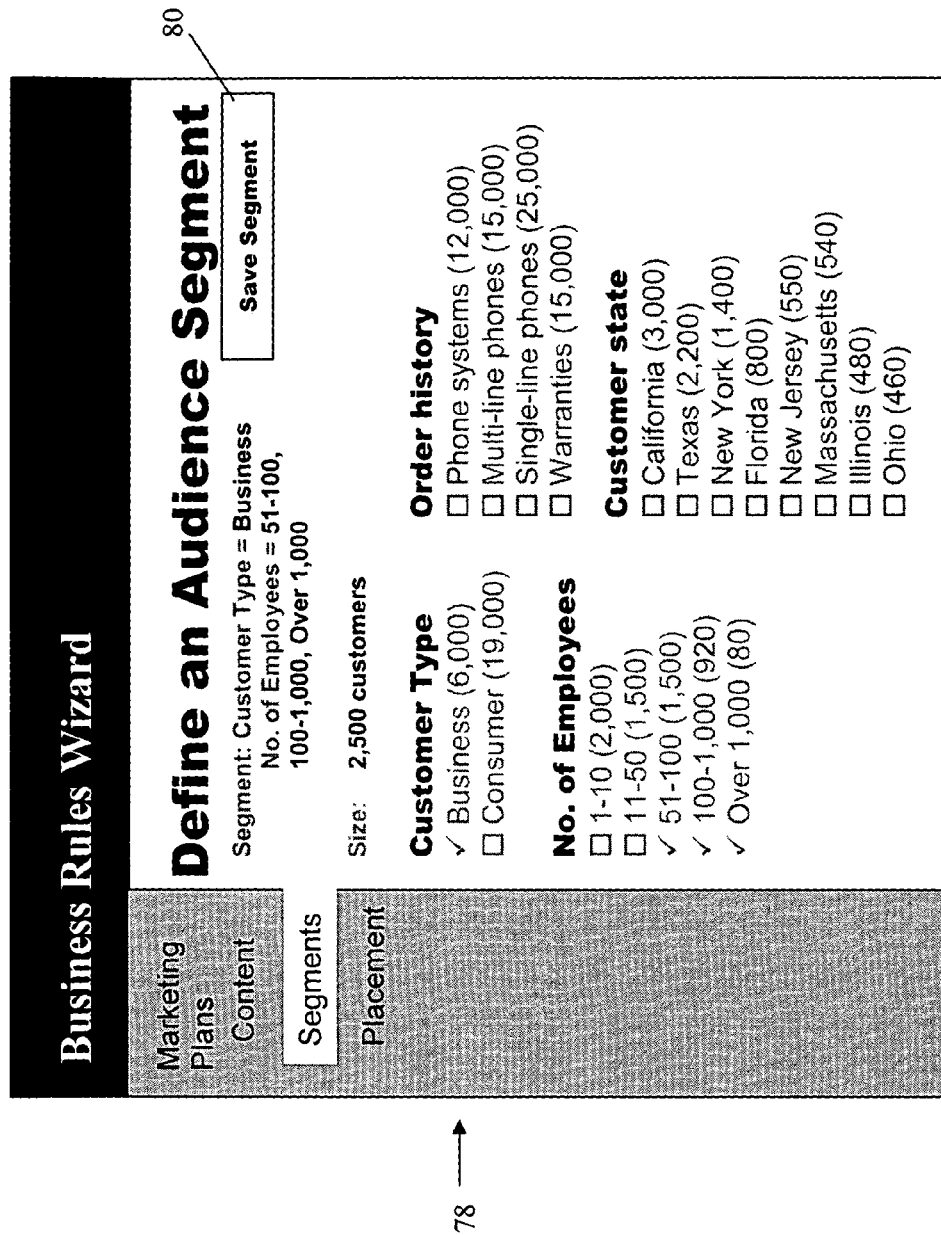 Business Rules Wizard
Marketing
Plans
Content
Segments
Placement
Define an Audience Segment
Segment: Customer Type = Business
No. of Employees = 51-100,
100-1,000, Over 1,000
Save Segment
80
Size: 2,500 customers
Customer Type
✓ Business (6,000)
☐ Consumer (19,000)
No. of Employees
☐ 1-10 (2,000)
☐ 11-50 (1,500)
✓ 51-100 (1,500)
✓ 100-1,000 (920)
✓ Over 1,000 (80)
Order history
☐ Phone systems (12,000)
☐ Multi-line phones (15,000)
☐ Single-line phones (25,000)
☐ Warranties (15,000)
Customer state
☐ California (3,000)
☐ Texas (2,200)
☐ New York (1,400)
☐ Florida (800)
☐ New Jersey (550)
☐ Massachusetts (540)
☐ Illinois (480)
☐ Ohio (460)
78